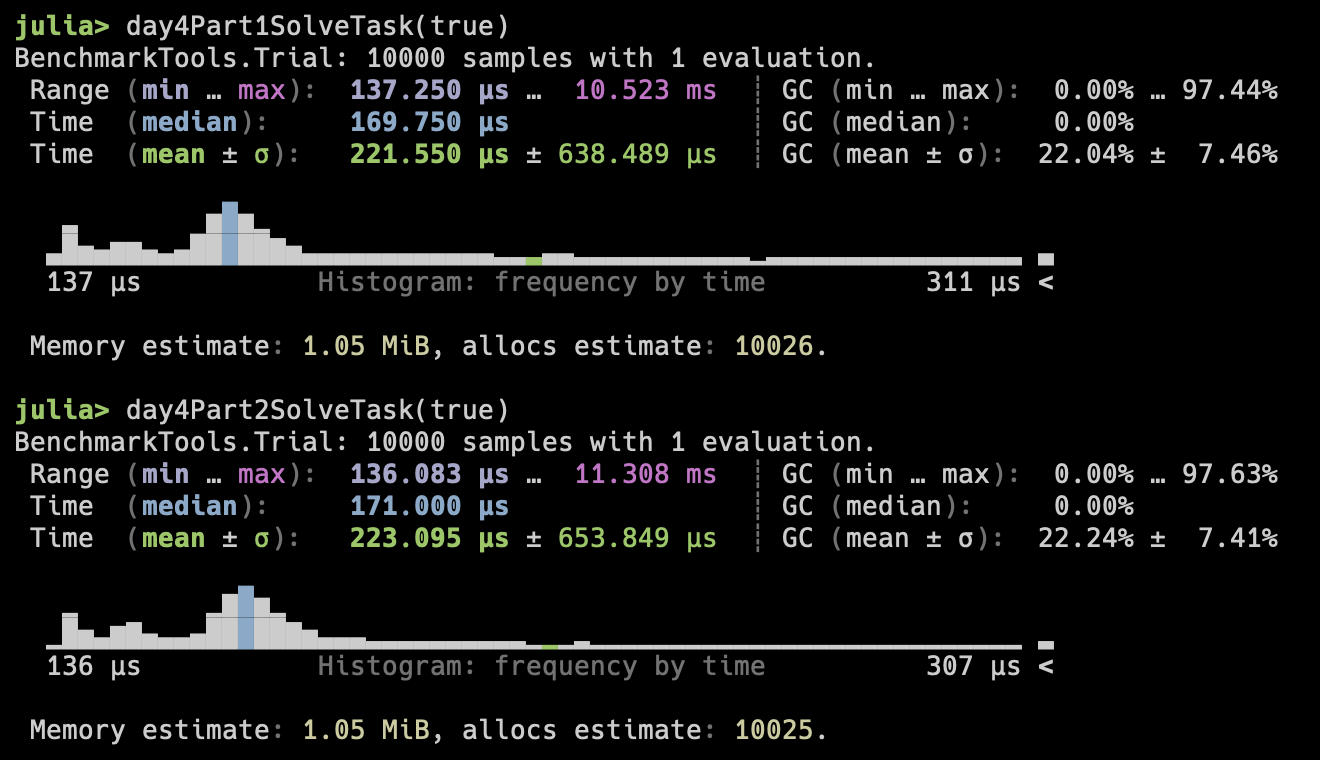 julia> day4Part1SolveTask(true)
BenchmarkTools.Trial: 10000 samples with 1 evaluation.
Range (min … max): 137.250 μs … 10.523 ms ┊ GC (min … max): 0.00% … 97.44%
Time (median): 169.750 μs ┊ GC (median): 0.00%
Time (mean ± σ): 221.550 μs ± 638.489 μs ┊ GC (mean ± σ): 22.04% ± 7.46%
137 μs Histogram: frequency by time 311 μs <
Memory estimate: 1.05 MiB, allocs estimate: 10026.
julia> day4Part2SolveTask(true)
BenchmarkTools.Trial: 10000 samples with 1 evaluation.
Range (min … max): 136.083 μs … 11.308 ms ┊ GC (min … max): 0.00% … 97.63%
Time (median): 171.000 μs ┊ GC (median): 0.00%
Time (mean ± σ): 223.095 μs ± 653.849 μs ┊ GC (mean ± σ): 22.24% ± 7.41%
136 μs Histogram: frequency by time 307 μs <
Memory estimate: 1.05 MiB, allocs estimate: 10025.